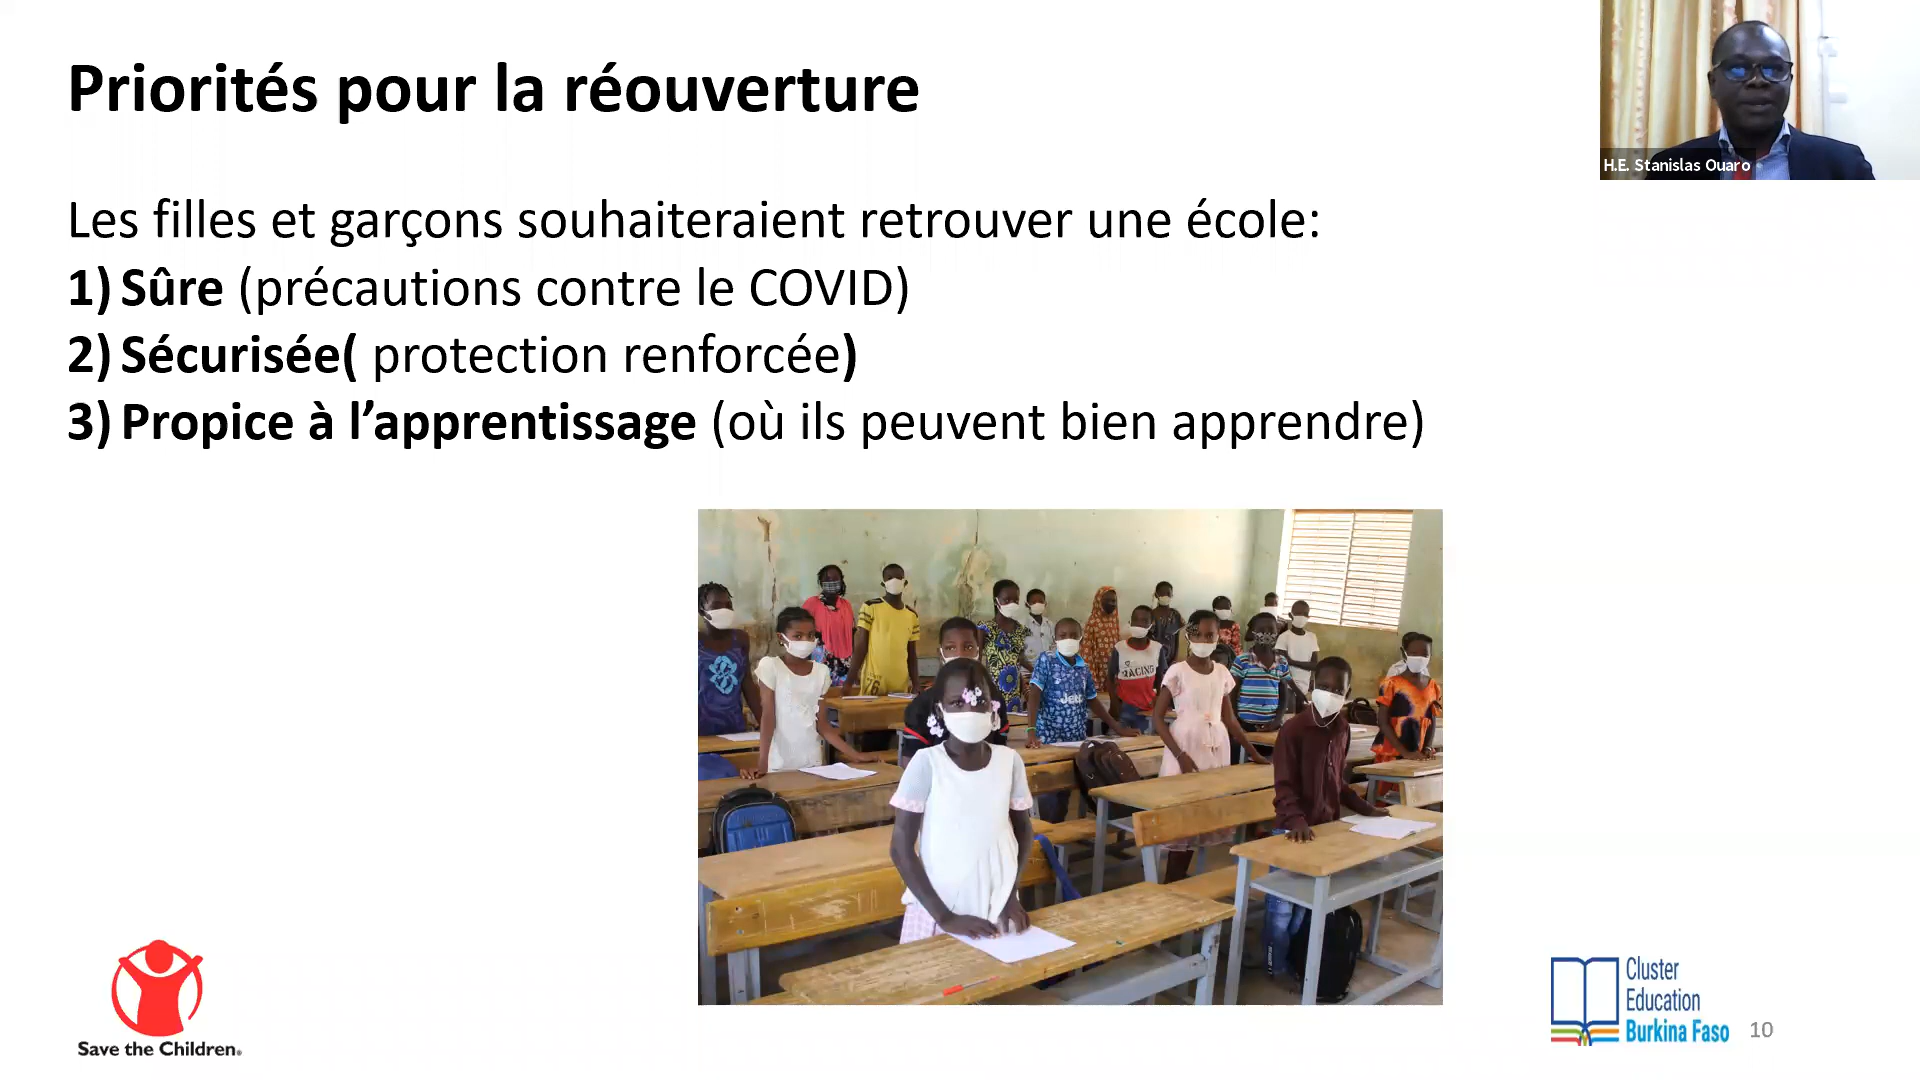 Priorités pour la réouverture
H.E. Stanislas Ouaro
Les filles et garçons souhaiteraient retrouver une école:
1) Sûre (précautions contre le COVID)
2) Sécurisée( protection renforcée)
3) Propice à l’apprentissage (où ils peuvent bien apprendre)
76
Jeep
RACING
Save the Children®
Cluster
Education
Burkina Faso
10